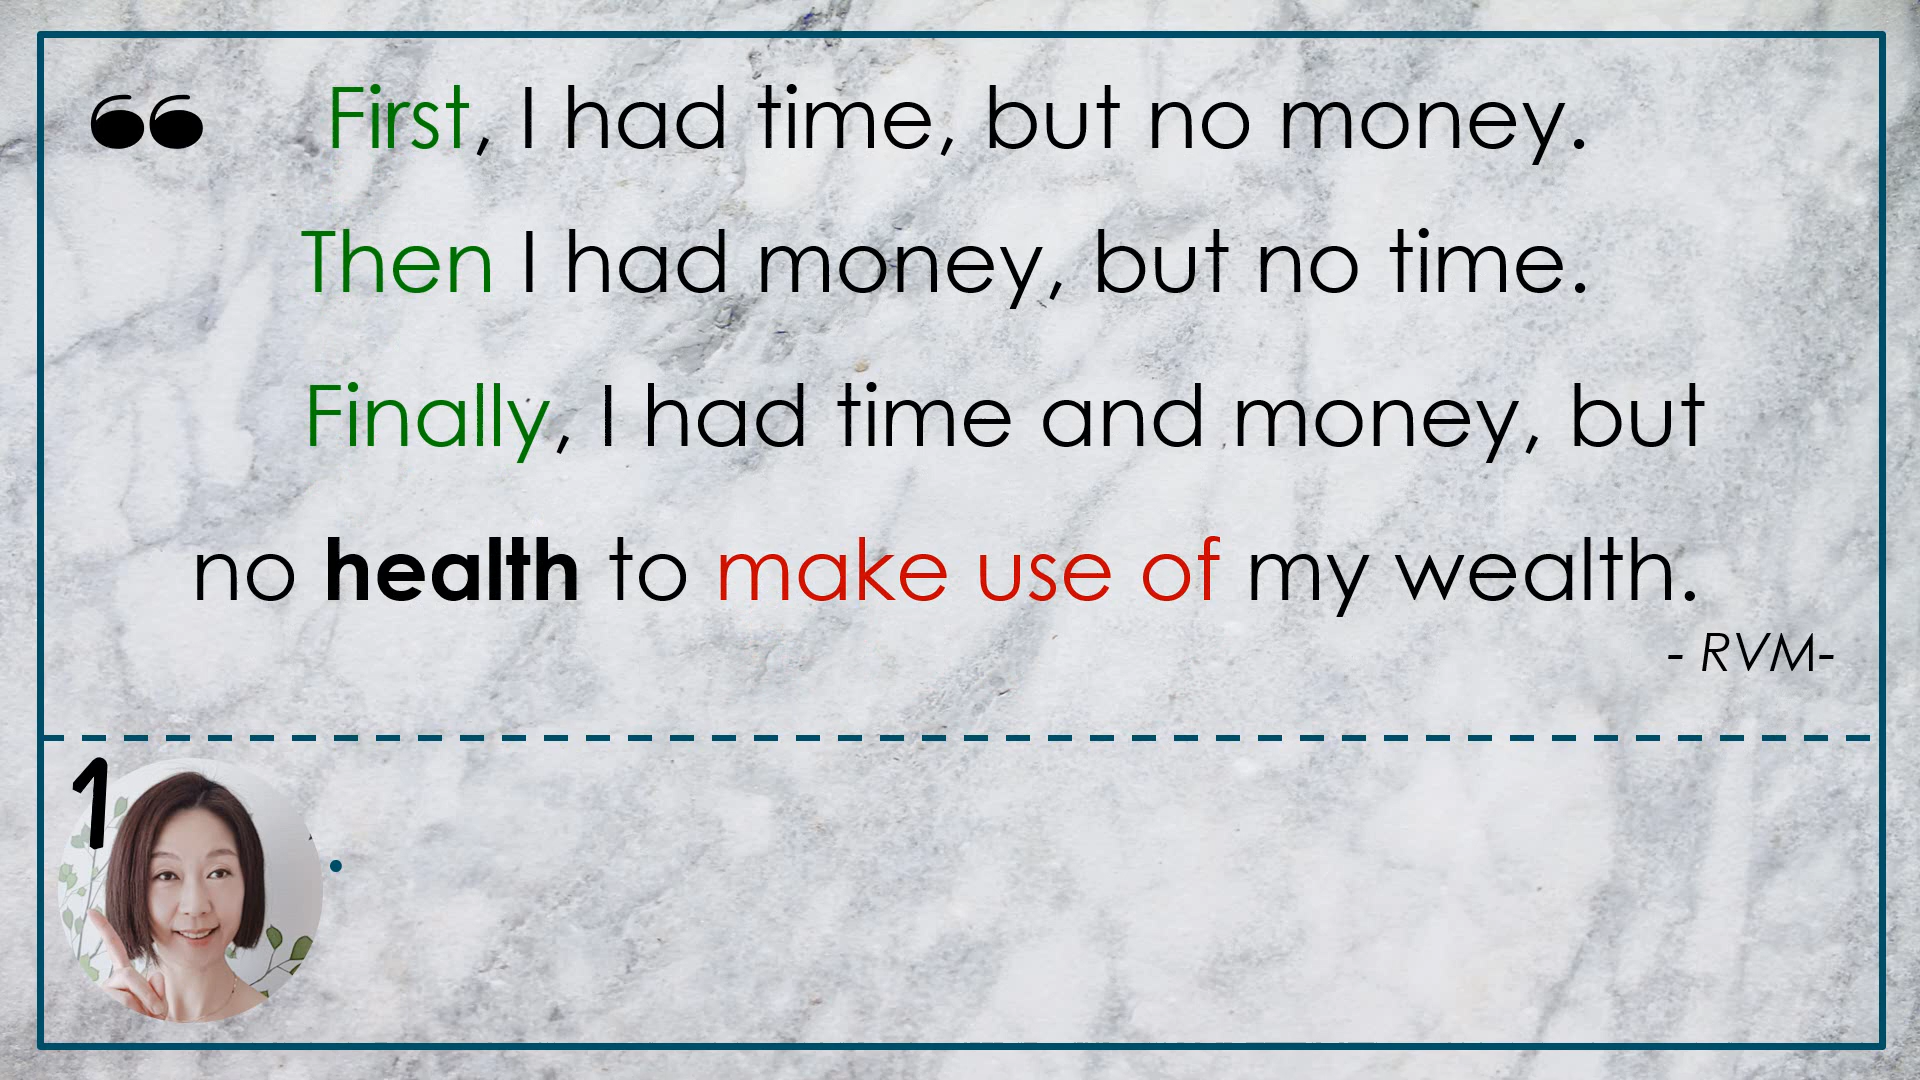 “ First, I had time, but no money.
Then I had money, but no time.
Finally, I had time and money, but
no health to make use of my wealth.
- RVM-
1